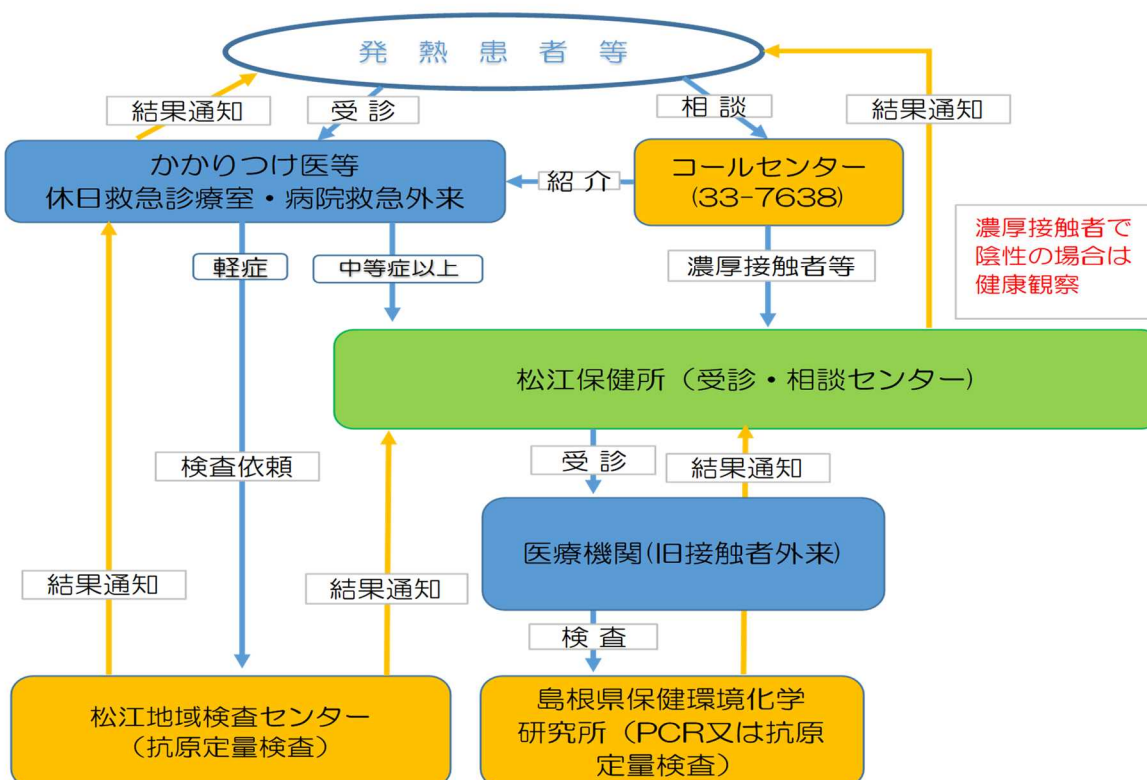 発熱患者等
結果通知
受診
相談
結果通知
かかりつけ医等
休日救急診療室・病院救急外来
紹介
コールセンター
(33-7638)
濃厚接触者で
陰性の場合は
健康観察
軽症
中等症以上
濃厚接触者等
松江保健所（受診・相談センター)
検査依頼
受診
結果通知
医療機関(旧接触者外来)
結果通知
結果通知
検査
松江地域検査センター
（抗原定量検査）
島根県保健環境化学
研究所（PCR又は抗原
定量検査）